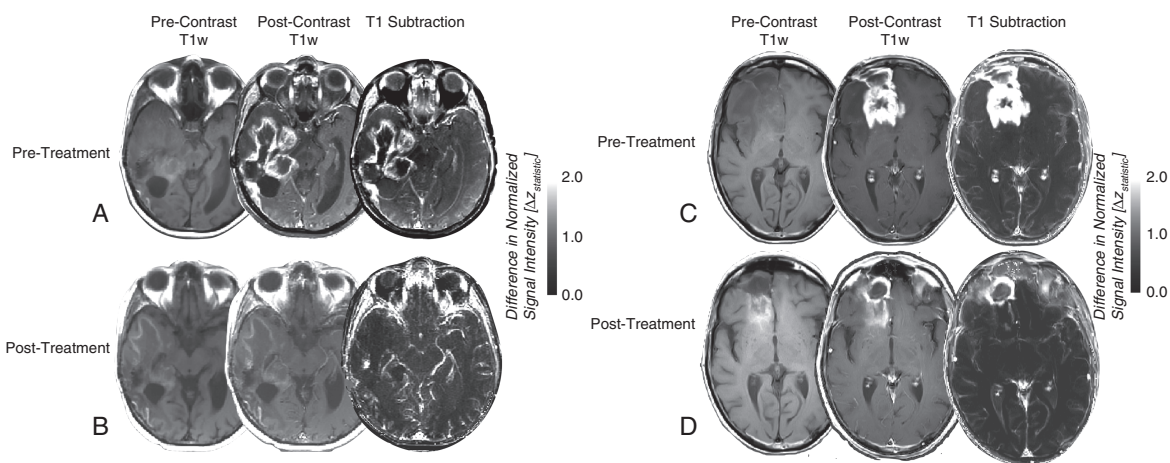 Pre-Contrast
T1w
Post-Contrast
T1w
T1 Subtraction
Pre-Treatment
A
Post-Treatment
B
Difference in Normalized
Signal Intensity [Δz_statistic]
2.0
1.0
0.0
Pre-Contrast
T1w
Post-Contrast
T1w
T1 Subtraction
Pre-Treatment
C
Post-Treatment
D
Difference in Normalized
Signal Intensity [Δz_statistic]
2.0
1.0
0.0